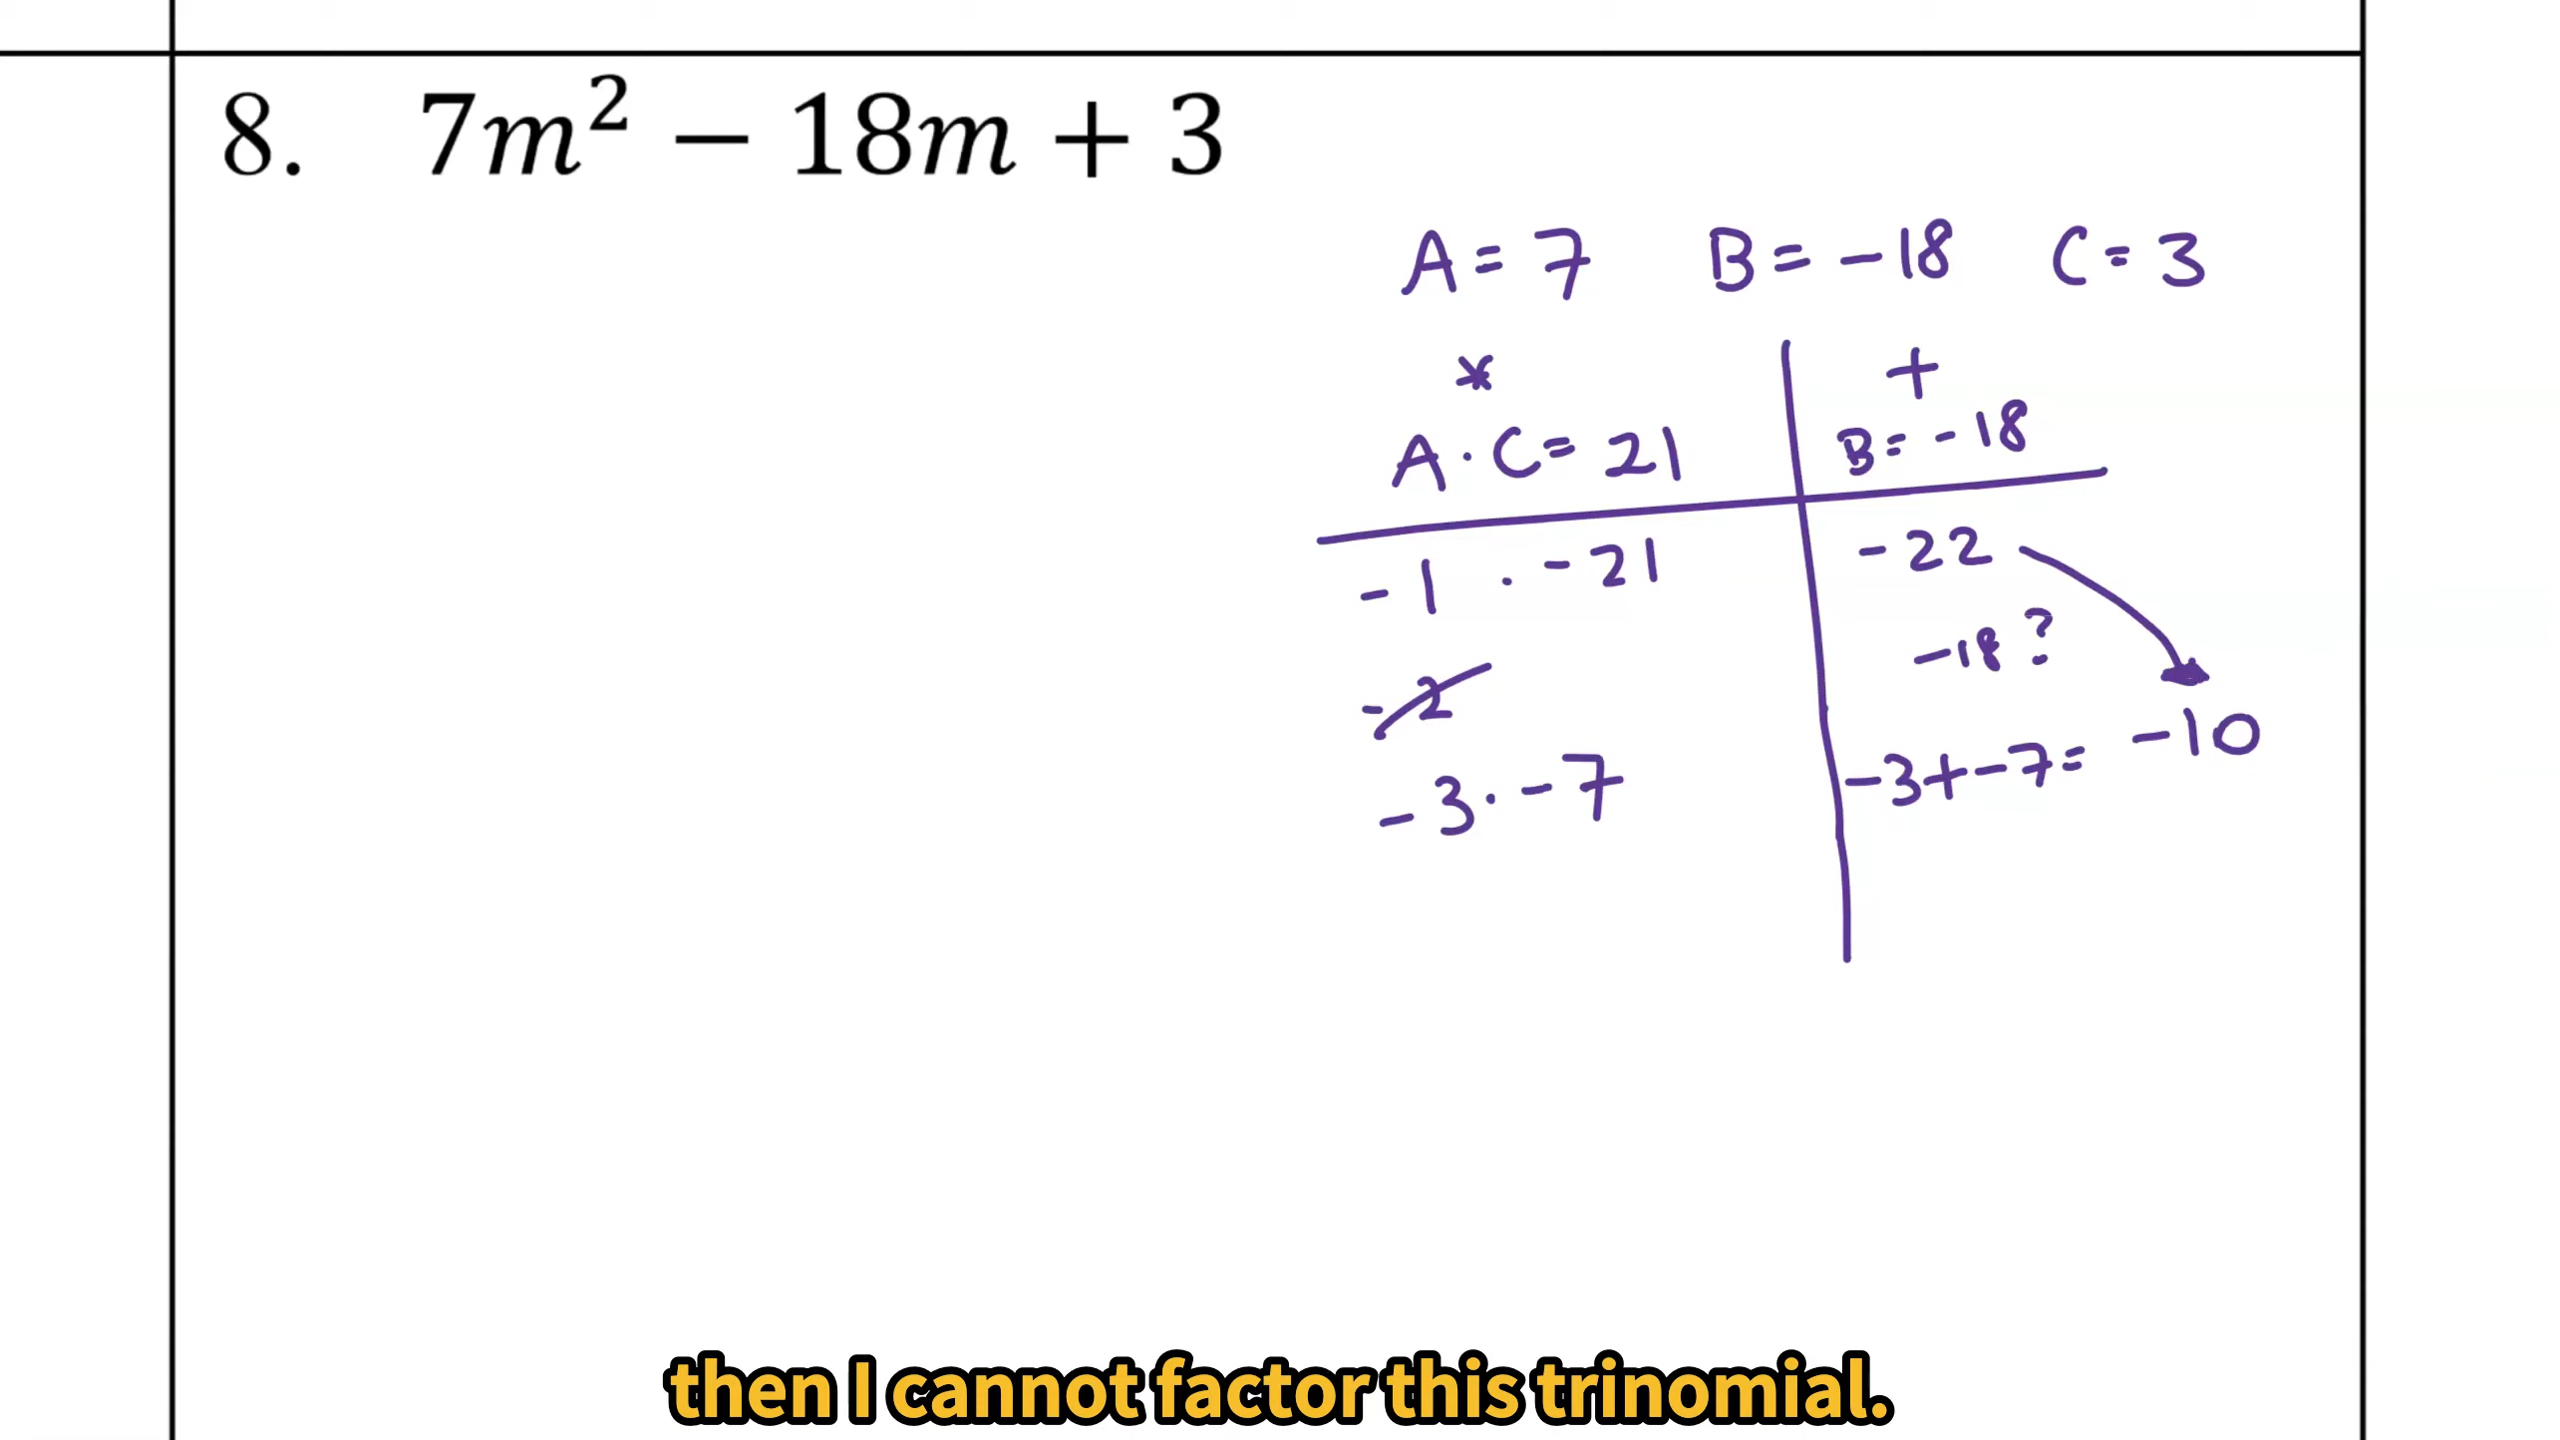 8. 7m² − 18m + 3
A = 7 B = -18 C = 3
* +
A · C = 21 B = -18
-1 · -21 -22
-2 -18?
-3 · -7 -3 + -7 = -10
then I cannot factor this trinomial.